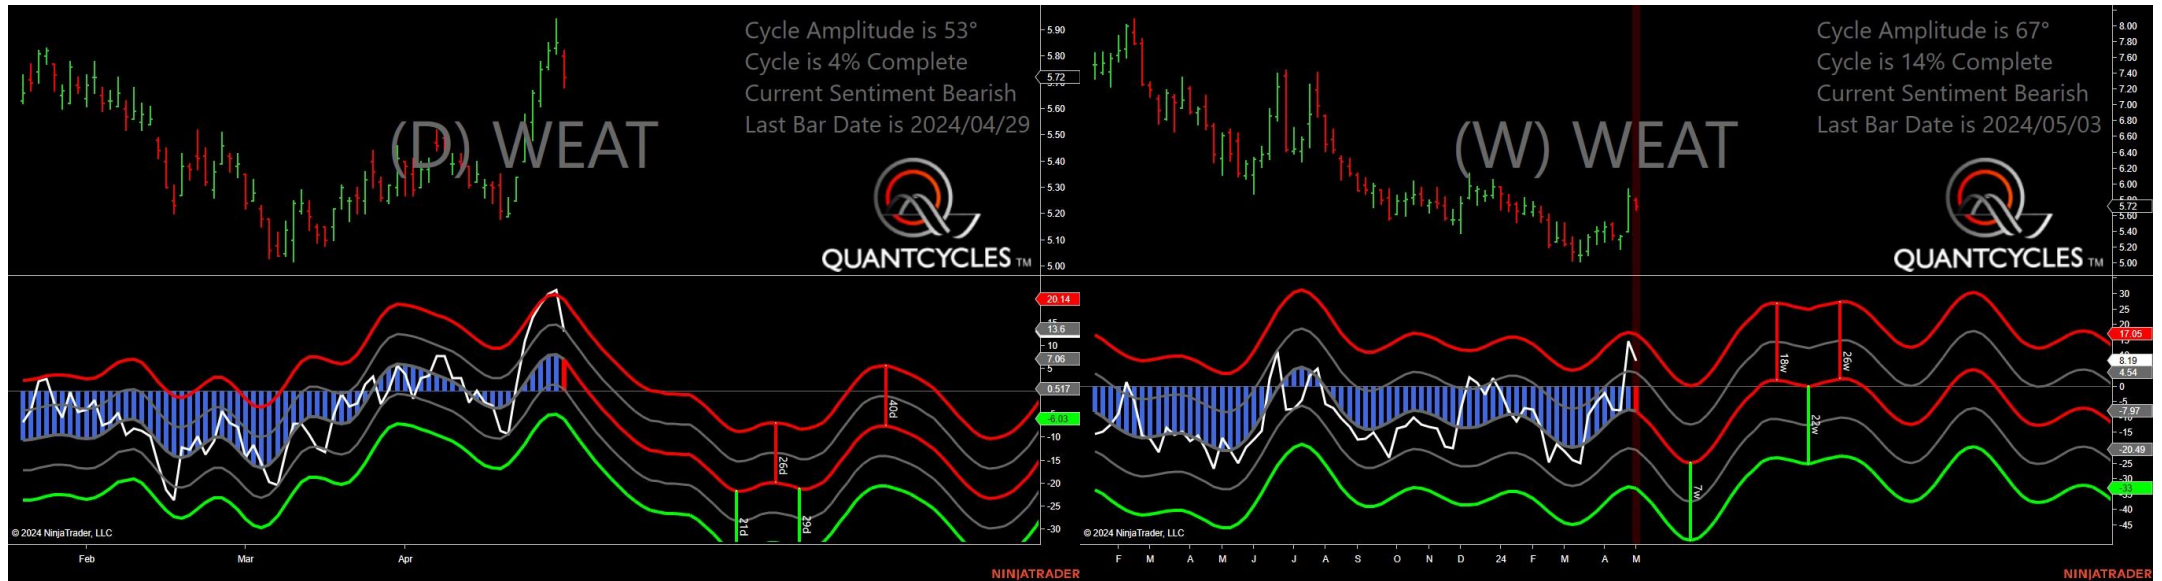 Cycle Amplitude is 53°
Cycle is 4% Complete
Current Sentiment Bearish
Last Bar Date is 2024/04/29
(D) WEAT
QUANTCYCLES TM
5.90
5.80
5.72
5.60
5.50
5.40
5.30
5.20
5.10
5.00
20.14
13.6
10
7.06
5
0.517
-6.03
-10
-15
-20
-25
-30
40d
26d
21d
29d
© 2024 NinjaTrader, LLC
Feb Mar Apr
NINJATRADER
Cycle Amplitude is 67°
Cycle is 14% Complete
Current Sentiment Bearish
Last Bar Date is 2024/05/03
(W) WEAT
QUANTCYCLES TM
8.00
7.80
7.60
7.40
7.20
7.00
6.80
6.60
6.40
6.20
6.00
5.72
5.60
5.40
5.20
5.00
30
25
20
17.05
8.19
4.54
0
-5
-7.97
-15
-20.49
-25
-33
-40
-45
18w
26w
22w
7w
© 2024 NinjaTrader, LLC
F M A M J J A S O N D 24 F M A M
NINJATRADER